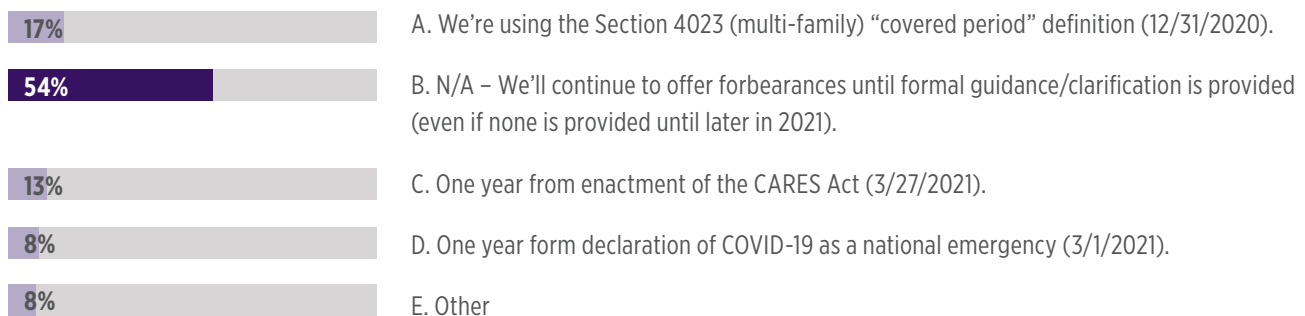 17% A. We’re using the Section 4023 (multi-family) “covered period” definition (12/31/2020).
54% B. N/A – We’ll continue to offer forbearances until formal guidance/clarification is provided
(even if none is provided until later in 2021).
13% C. One year from enactment of the CARES Act (3/27/2021).
8% D. One year form declaration of COVID-19 as a national emergency (3/1/2021).
8% E. Other